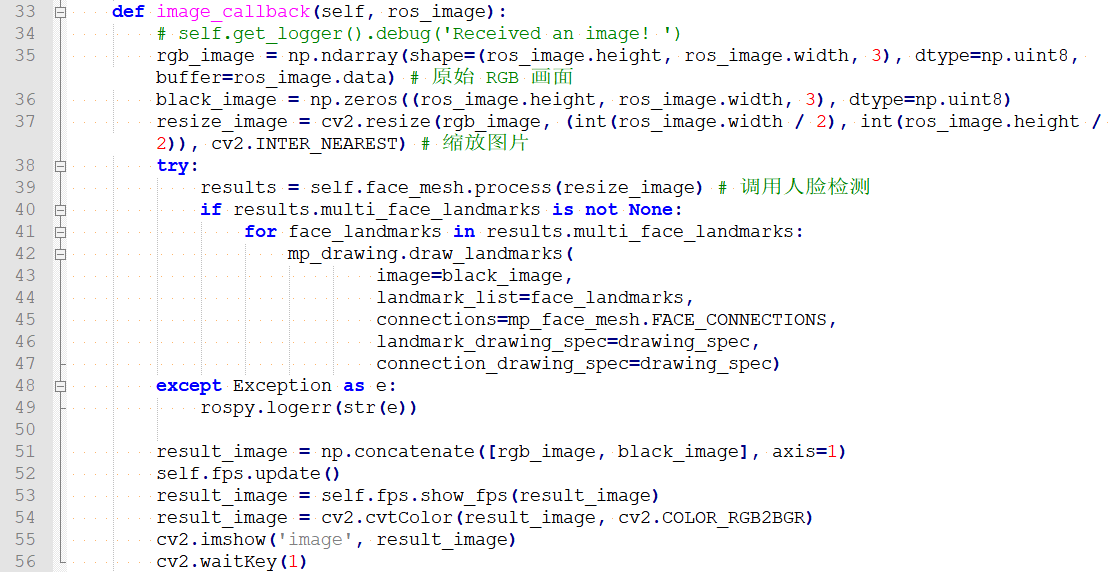 33 def image_callback(self, ros_image):
34 # self.get_logger().debug('Received an image! ')
35 rgb_image = np.ndarray(shape=(ros_image.height, ros_image.width, 3), dtype=np.uint8,
buffer=ros_image.data) # 原始 RGB 画面
36 black_image = np.zeros((ros_image.height, ros_image.width, 3), dtype=np.uint8)
37 resize_image = cv2.resize(rgb_image, (int(ros_image.width / 2), int(ros_image.height /
2)), cv2.INTER_NEAREST) # 缩放图片
38 try:
39 results = self.face_mesh.process(resize_image) # 调用人脸检测
40 if results.multi_face_landmarks is not None:
41 for face_landmarks in results.multi_face_landmarks:
42 mp_drawing.draw_landmarks(
43 image=black_image,
44 landmark_list=face_landmarks,
45 connections=mp_face_mesh.FACE_CONNECTIONS,
46 landmark_drawing_spec=drawing_spec,
47 connection_drawing_spec=drawing_spec)
48 except Exception as e:
49 rospy.logerr(str(e))
50
51 result_image = np.concatenate([rgb_image, black_image], axis=1)
52 self.fps.update()
53 result_image = self.fps.show_fps(result_image)
54 result_image = cv2.cvtColor(result_image, cv2.COLOR_RGB2BGR)
55 cv2.imshow('image', result_image)
56 cv2.waitKey(1)